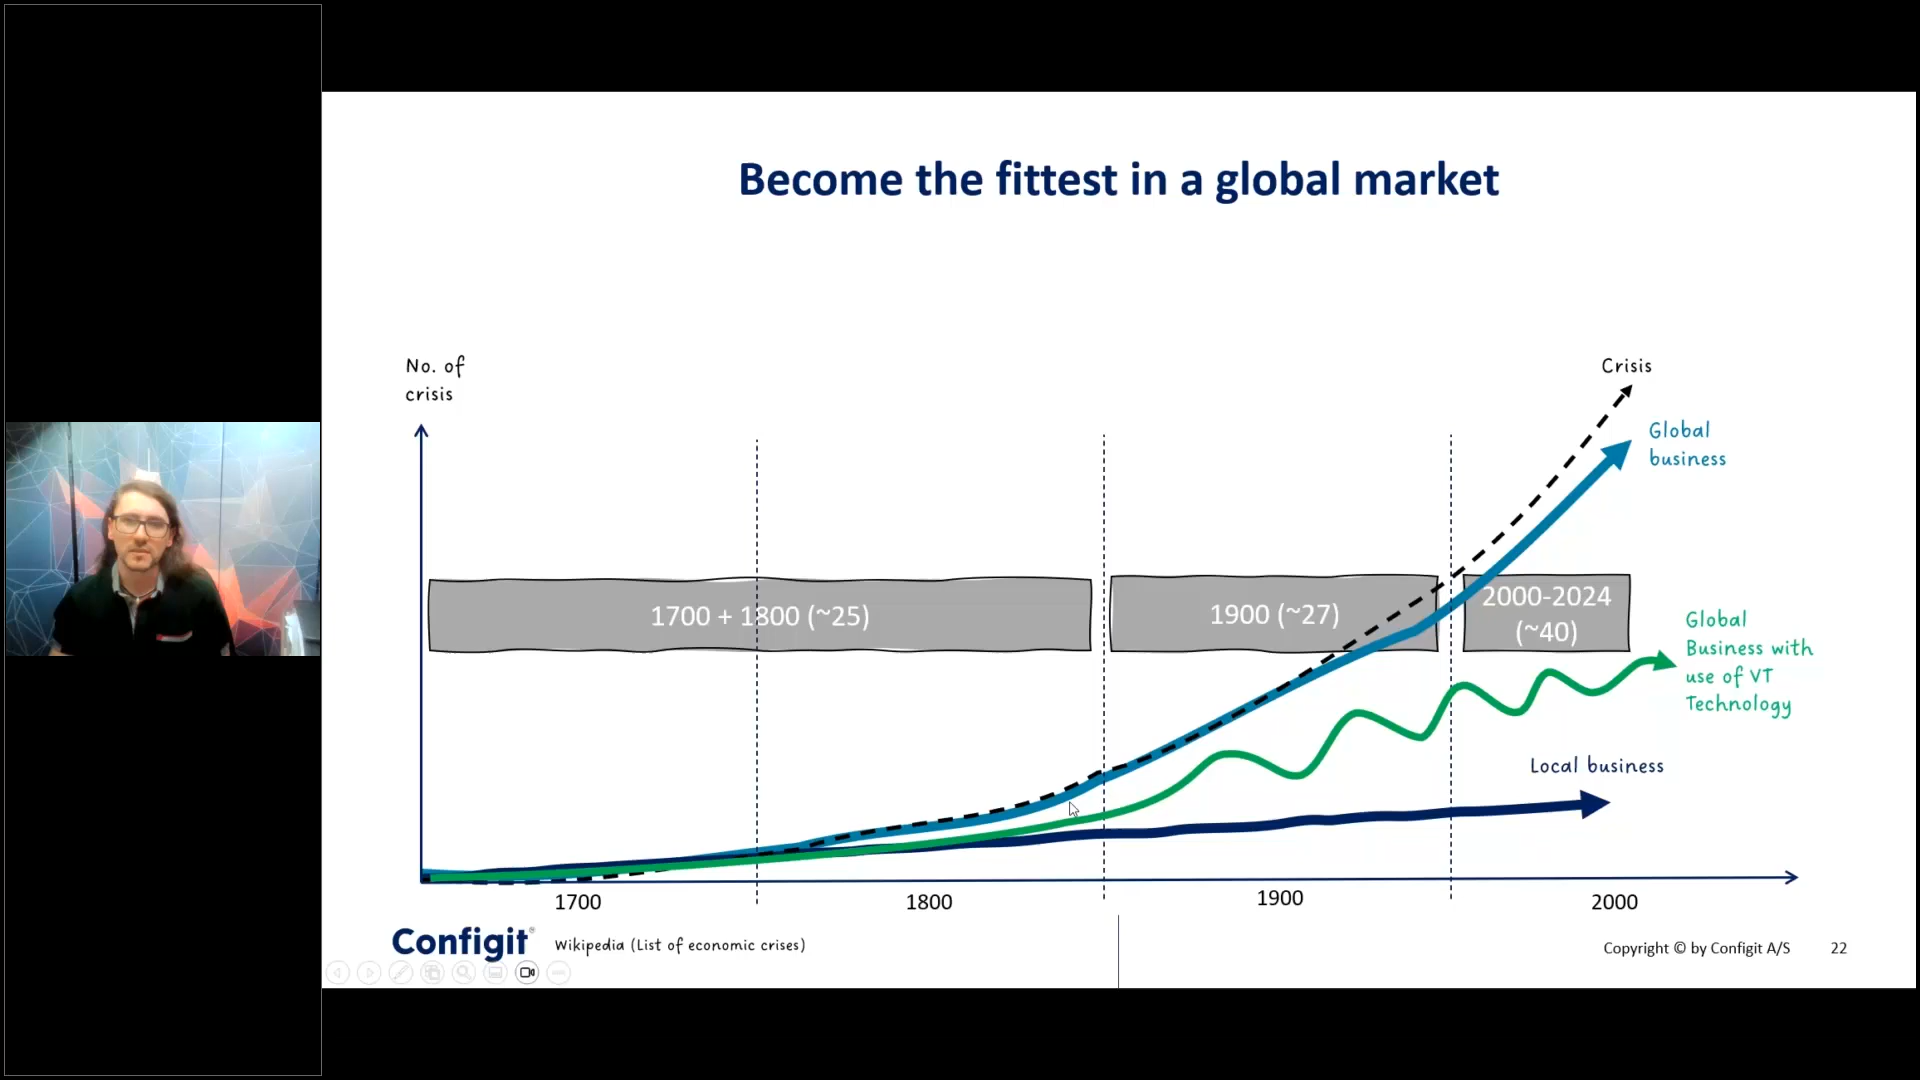 Become the fittest in a global market
No. of
crisis
Crisis
Global
business
1700 + 1800 (~25)
1900 (~27)
2000-2024
(~40)
Global
Business with
use of VT
Technology
Local business
1700
1800
1900
2000
Configit®
Wikipedia (List of economic crises)
Copyright © by Configit A/S
22